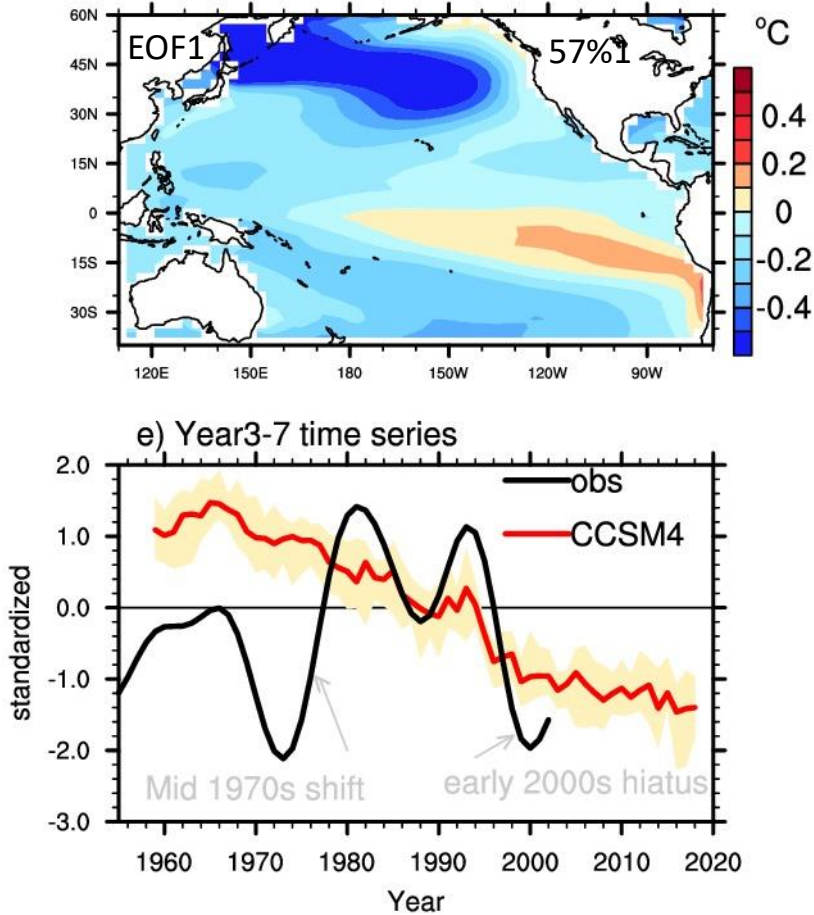 60N
EOF1
57%1
°C
45N
30N
0.4
15N
0.2
0
0
15S
-0.2
30S
-0.4
120E 150E 180 150W 120W 90W
e) Year3-7 time series
2.0
obs
1.0
CCSM4
0.0
standardized
-1.0
-2.0
Mid 1970s shift
early 2000s hiatus
-3.0
1960 1970 1980 1990 2000 2010 2020
Year